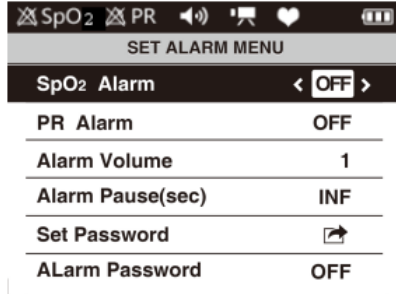 SpO2 PR
SET ALARM MENU
SpO2 Alarm < OFF >
PR Alarm OFF
Alarm Volume 1
Alarm Pause(sec) INF
Set Password
ALarm Password OFF